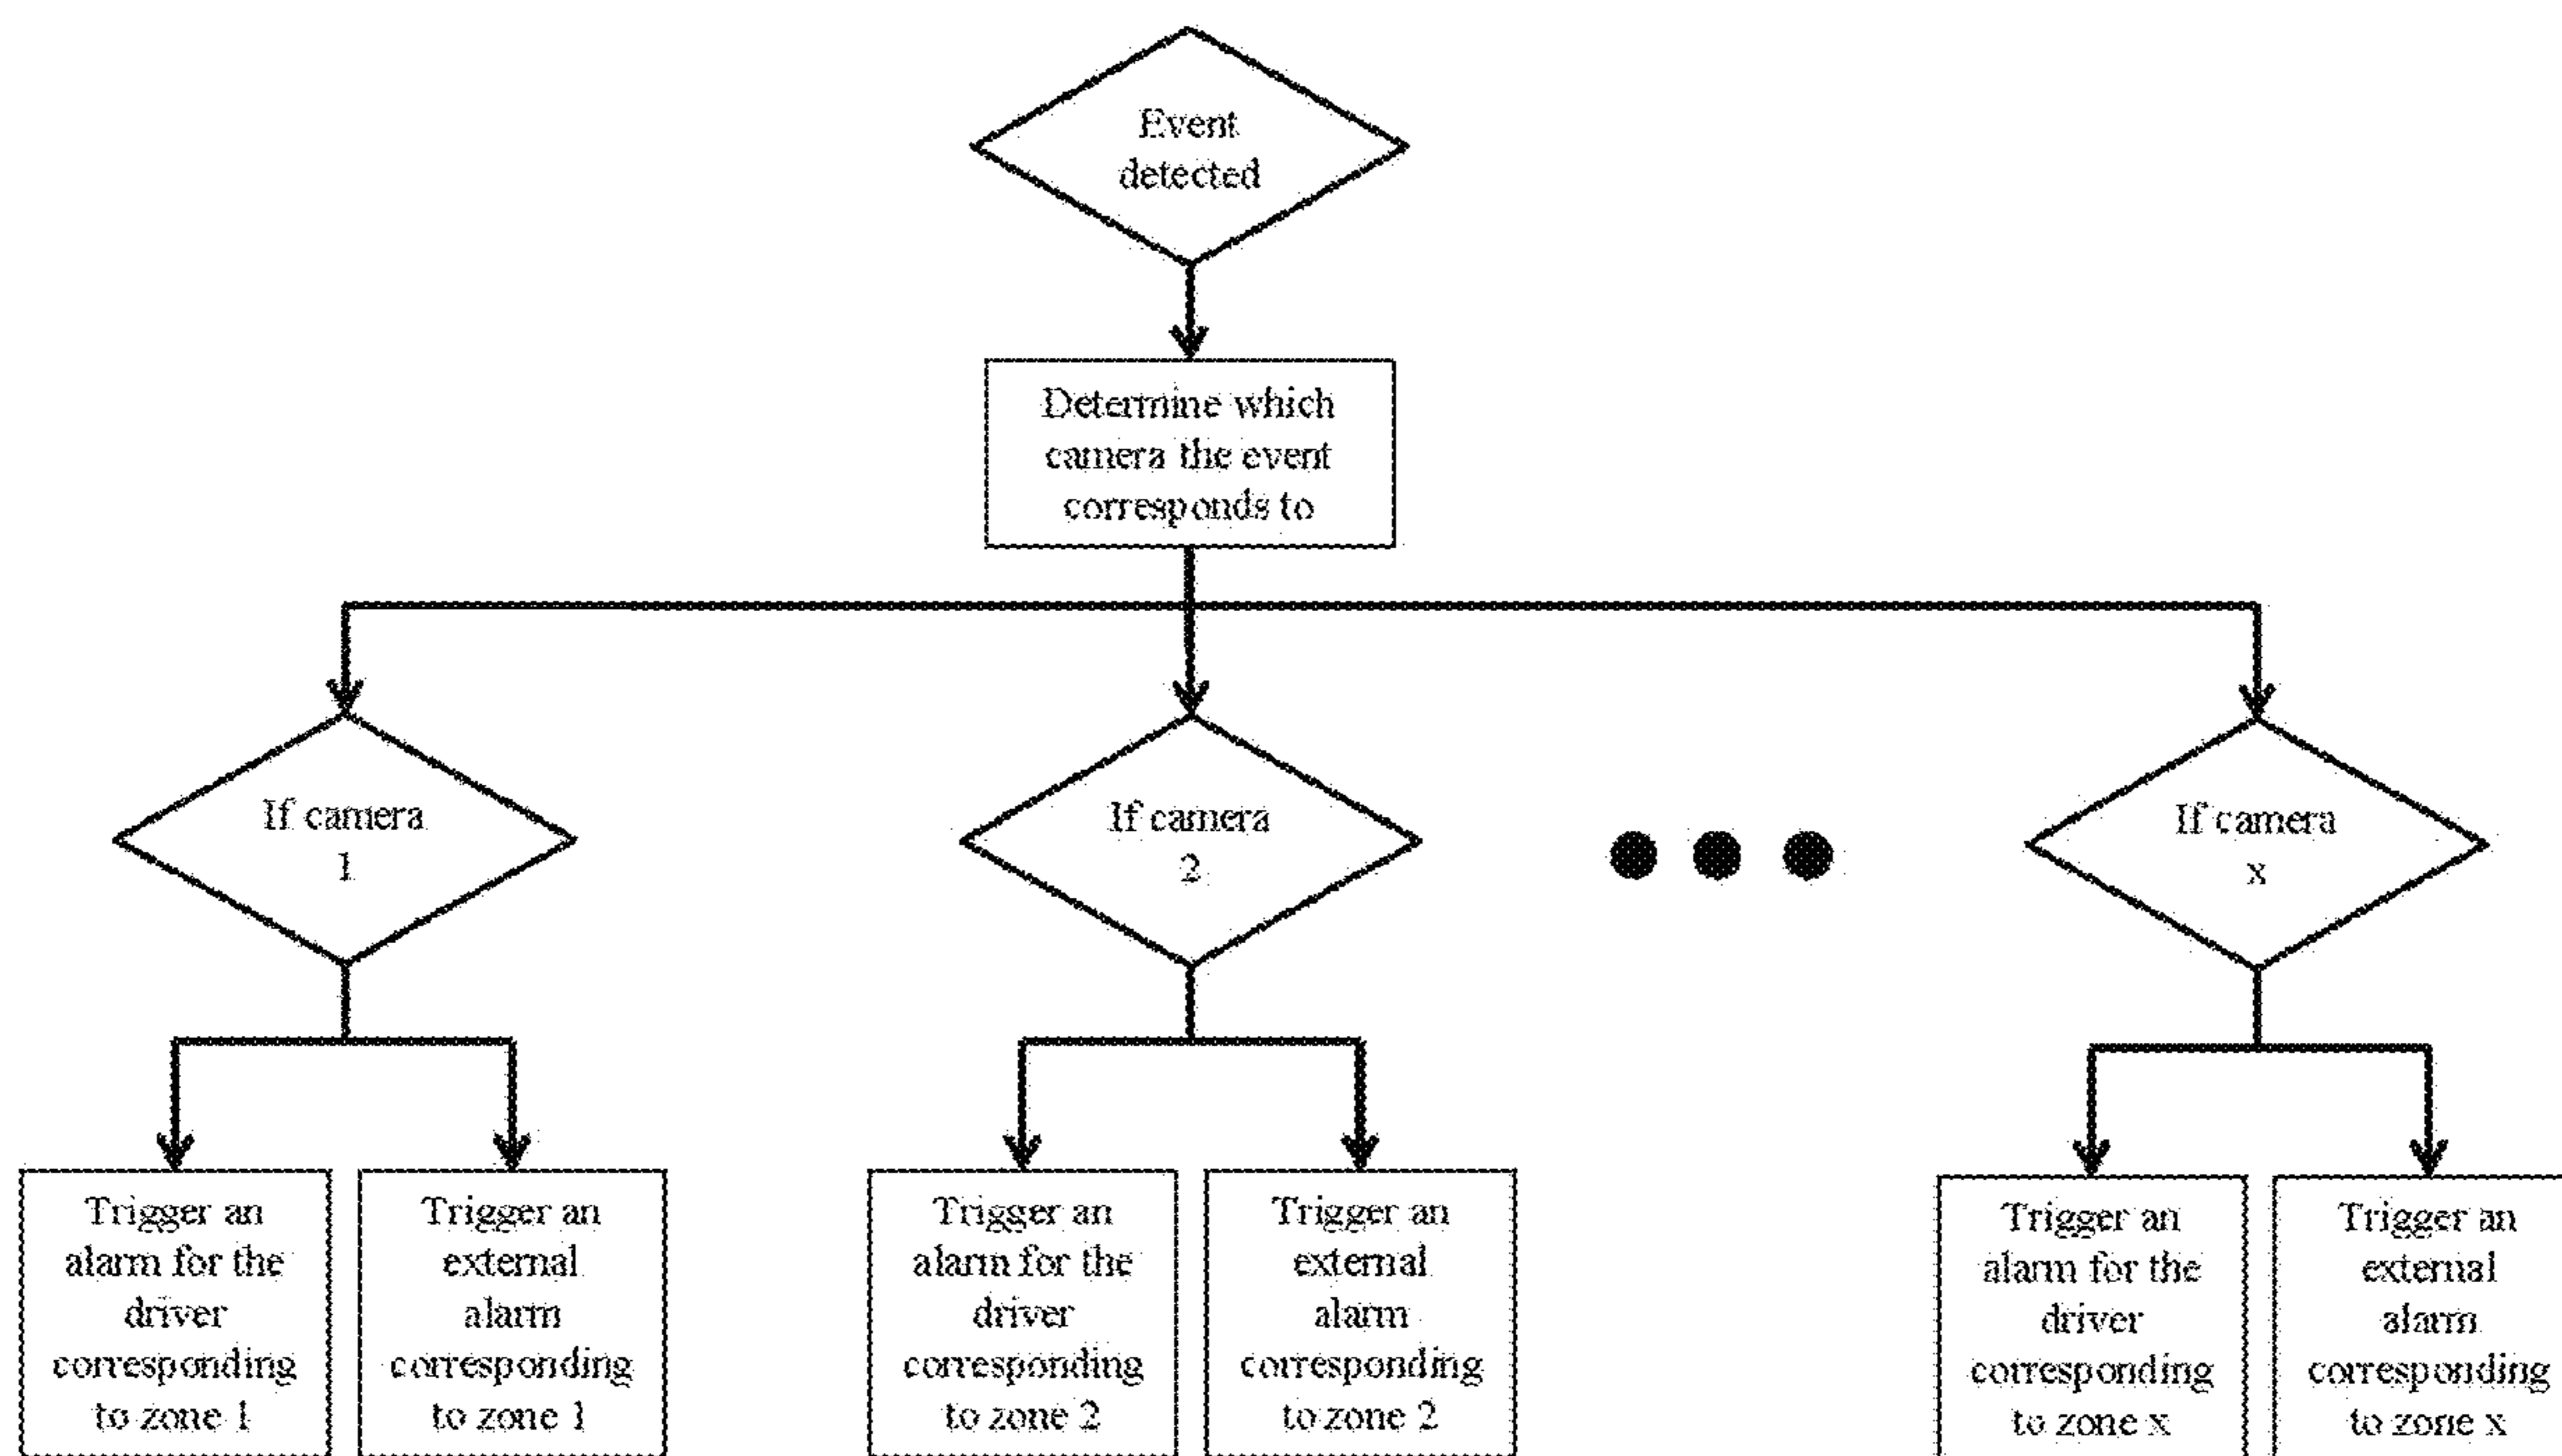 Event
detected
Determine which
camera the event
corresponds to
If camera
1
If camera
2
If camera
x
Trigger an
alarm for the
driver
corresponding
to zone 1
Trigger an
external
alarm
corresponding
to zone 1
Trigger an
alarm for the
driver
corresponding
to zone 2
Trigger an
external
alarm
corresponding
to zone 2
Trigger an
alarm for the
driver
corresponding
to zone x
Trigger an
external
alarm
corresponding
to zone x